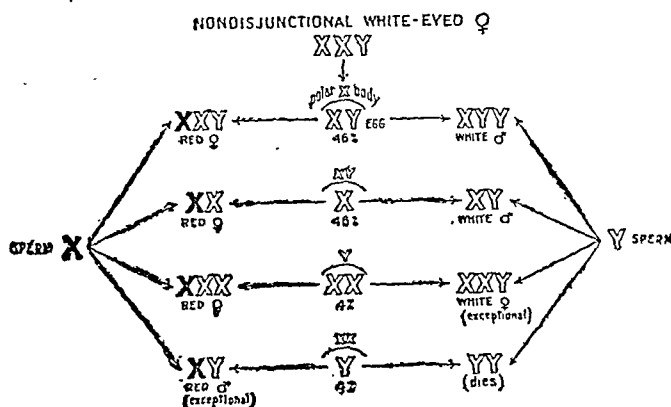 NONDISJUNCTIONAL WHITE-EYED ♀
XXY
polar X body
XXY
RED ♀
XY EGG
46%
XYY
WHITE ♂
XY
XX
RED ♀
X
46%
XY
WHITE ♂
SPERM X
Y SPERM
Y
XXX
RED ♀
XX
4%
XXY
WHITE ♀
(exceptional)
XX
XY
RED ♂
(exceptional)
Y
4%
YY
(dies)